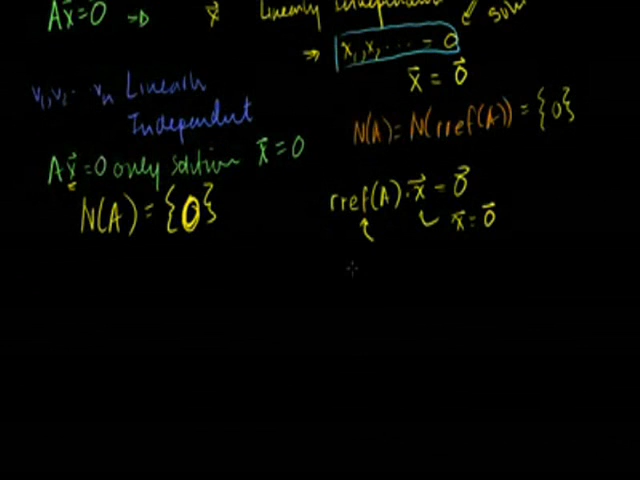 Ax⃗=0⃗ ⇒ x⃗
Linearly Independent
⇒ x₁, x₂ ... = 0
x⃗ = 0⃗
v₁, v₂ ... vₙ Linearly
Independent
N(A) = N(rref(A)) = {0}
Ax⃗=0 only solution x⃗ = 0
N(A) = {0}
rref(A)·x⃗ = 0⃗
x⃗ = 0⃗